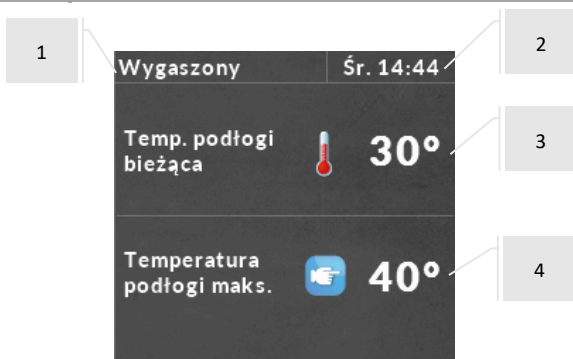 1
2
Wygaszony
Śr. 14:44
3
Temp. podłogi
bieżąca
30°
4
Temperatura
podłogi maks.
40°